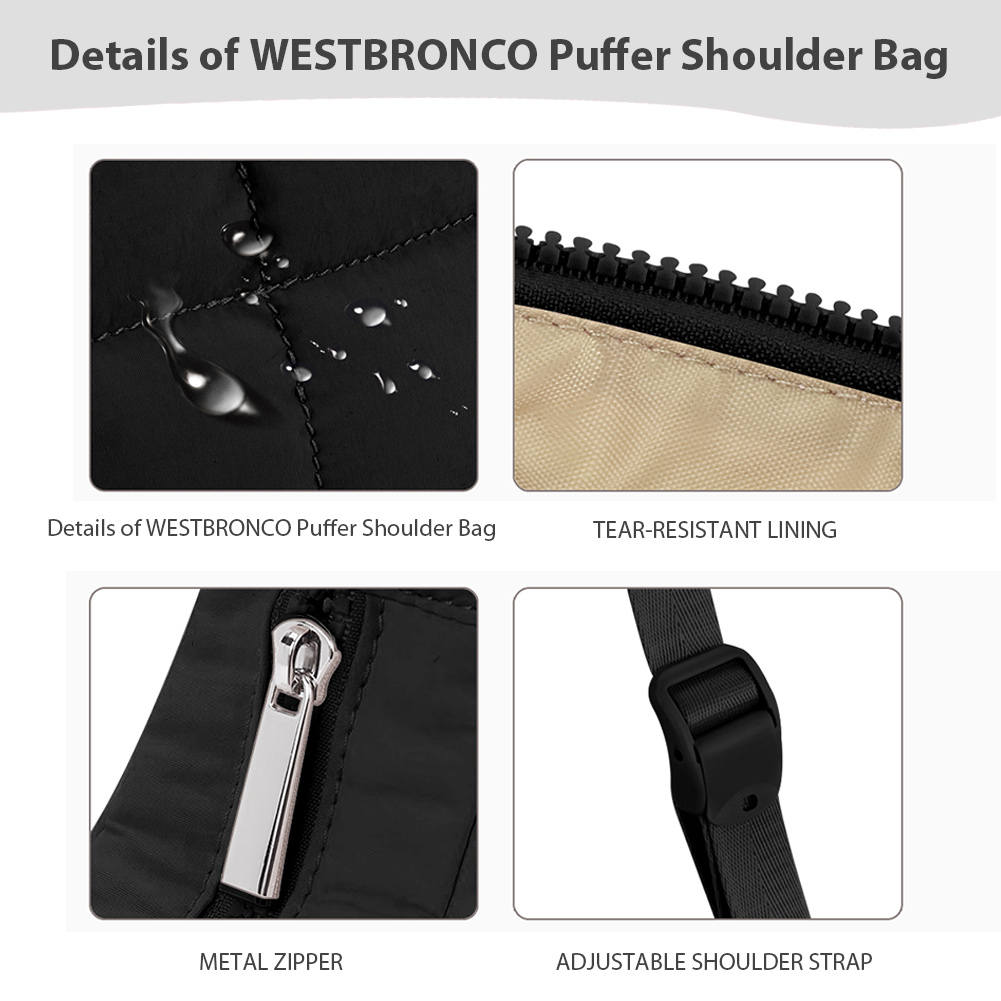 Details of WESTBRONCO Puffer Shoulder Bag
Details of WESTBRONCO Puffer Shoulder Bag
TEAR-RESISTANT LINING
METAL ZIPPER
ADJUSTABLE SHOULDER STRAP